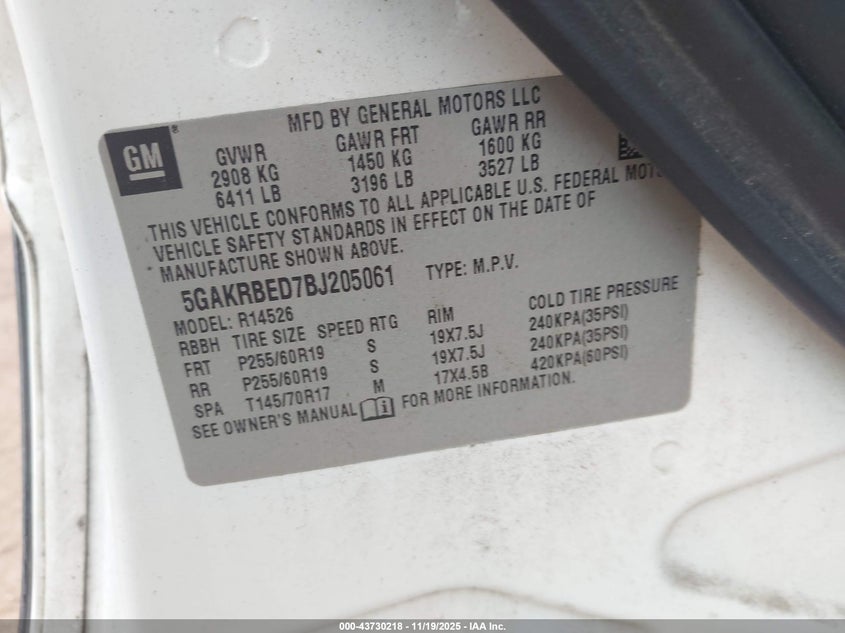 MFD BY GENERAL MOTORS LLC
GM®
GVWR GAWR FRT GAWR RR
2908 KG 1450 KG 1600 KG
6411 LB 3196 LB 3527 LB
THIS VEHICLE CONFORMS TO ALL APPLICABLE U.S. FEDERAL
VEHICLE SAFETY STANDARDS IN EFFECT ON THE DATE OF
MANUFACTURE SHOWN ABOVE.
5GAKRBED7BJ205061 TYPE: M.P.V.
MODEL: R14526
RBBH TIRE SIZE SPEED RTG RIM COLD TIRE PRESSURE
FRT P255/60R19 S 19X7.5J 240KPA(35PSI)
RR P255/60R19 S 19X7.5J 240KPA(35PSI)
SPA T145/70R17 M 17X4.5B 420KPA(60PSI)
SEE OWNER'S MANUAL FOR MORE INFORMATION.
000-43730218 - 11/19/2025 - IAA Inc.